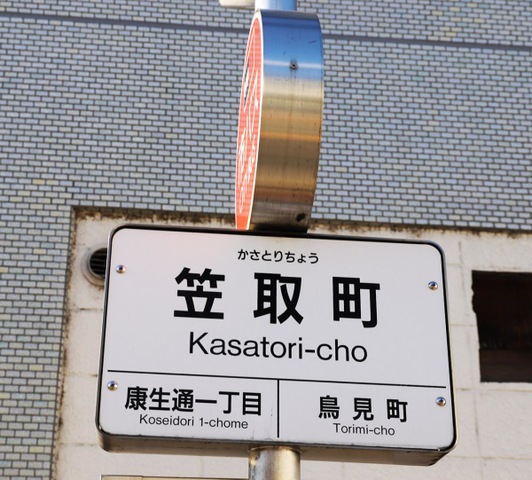 かさとりちょう
笠取町
Kasatori-cho
康生通一丁目
Koseidori 1-chome
鳥見町
Torimi-cho